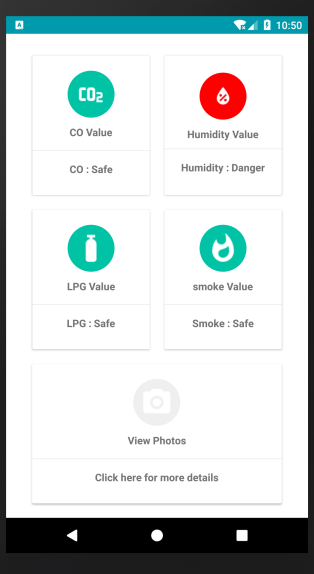 A
10:50
CO2
CO Value
Humidity Value
CO : Safe
Humidity : Danger
LPG Value
smoke Value
LPG : Safe
Smoke : Safe
View Photos
Click here for more details